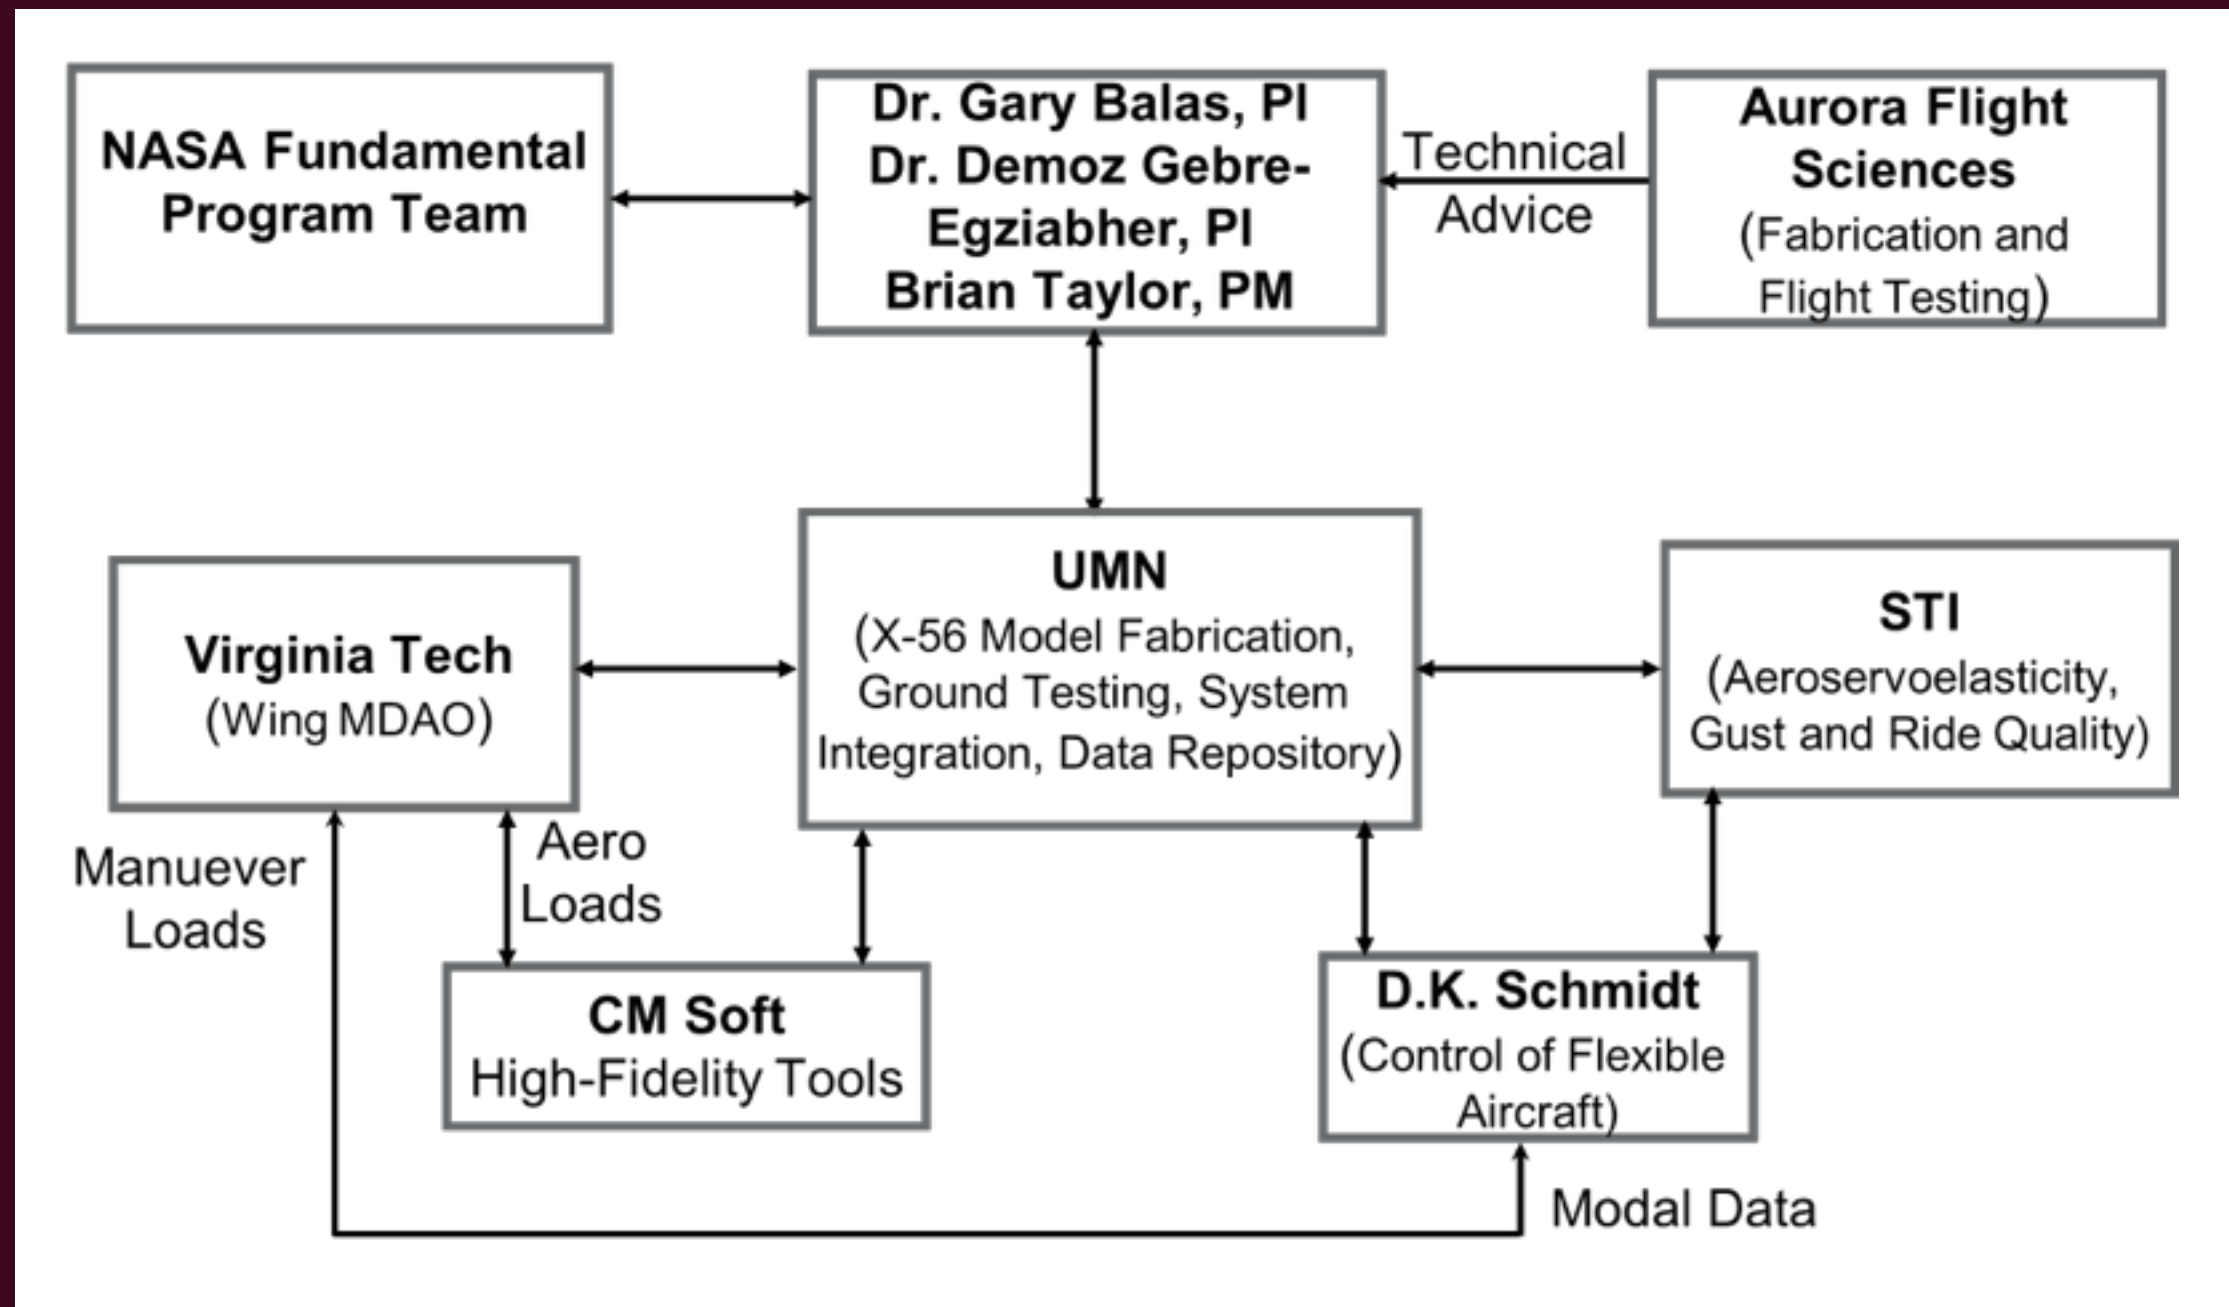 NASA Fundamental
Program Team
Dr. Gary Balas, PI
Dr. Demoz Gebre-
Egziabher, PI
Brian Taylor, PM
Technical
Advice
Aurora Flight
Sciences
(Fabrication and
Flight Testing)
Virginia Tech
(Wing MDAO)
UMN
(X-56 Model Fabrication,
Ground Testing, System
Integration, Data Repository)
STI
(Aeroservoelasticity,
Gust and Ride Quality)
Manuever
Loads
Aero
Loads
CM Soft
High-Fidelity Tools
D.K. Schmidt
(Control of Flexible
Aircraft)
Modal Data